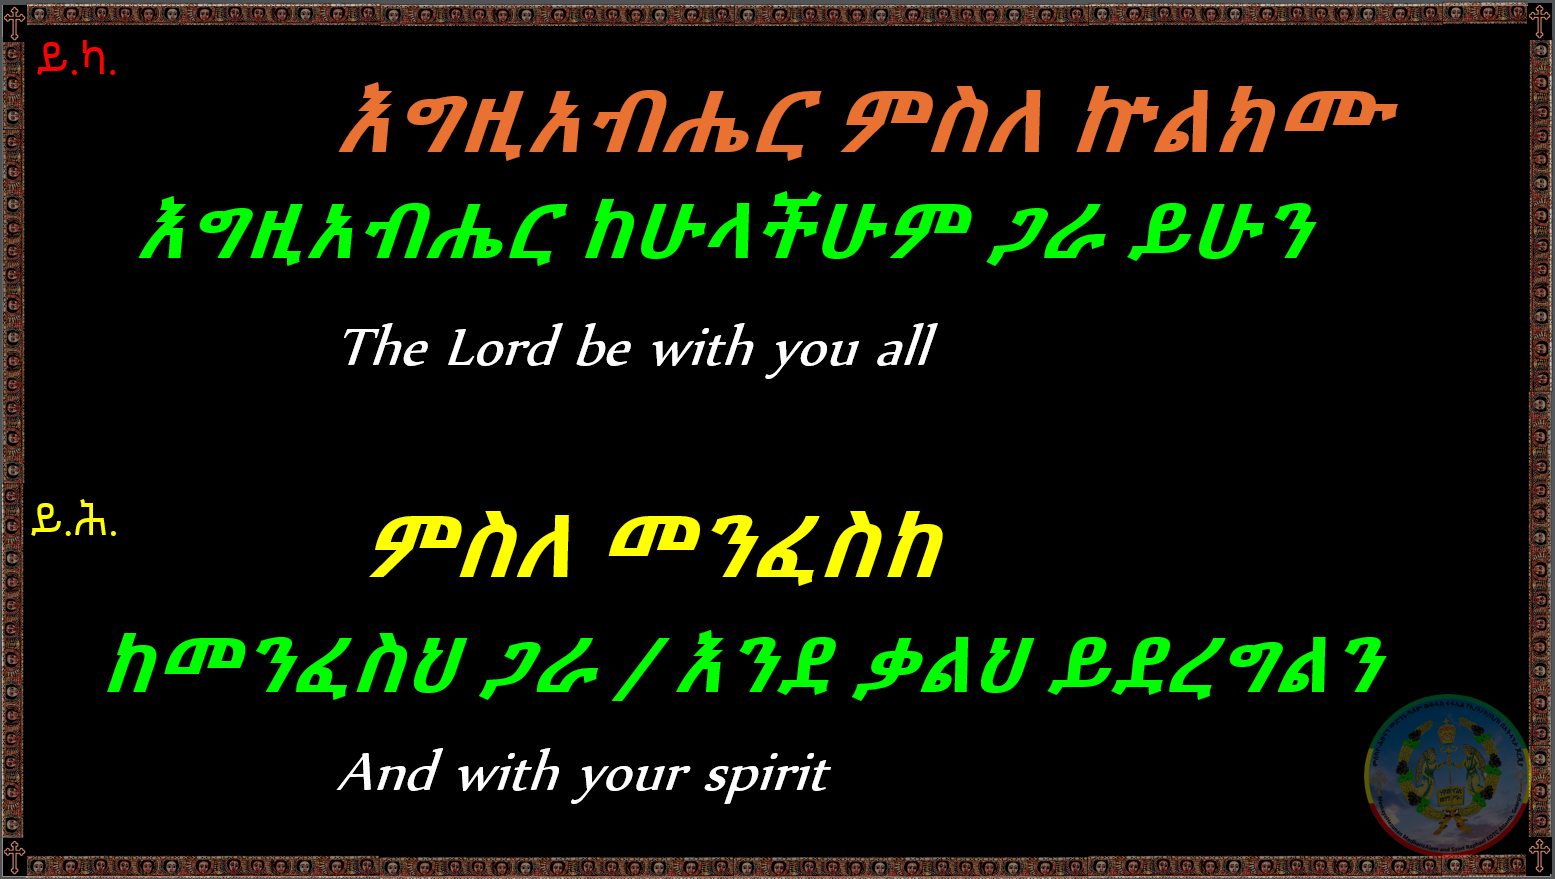 ይ.ካ.
እግዚአብሔር ምስለ ኵልክሙ
እግዚአብሔር ከሁላችሁም ጋራ ይሁን
The Lord be with you all
ይ.ሕ.
ምስለ መንፈስከ
ከመንፈስህ ጋራ / እንደ ቃልህ ይደረግልን
And with your spirit